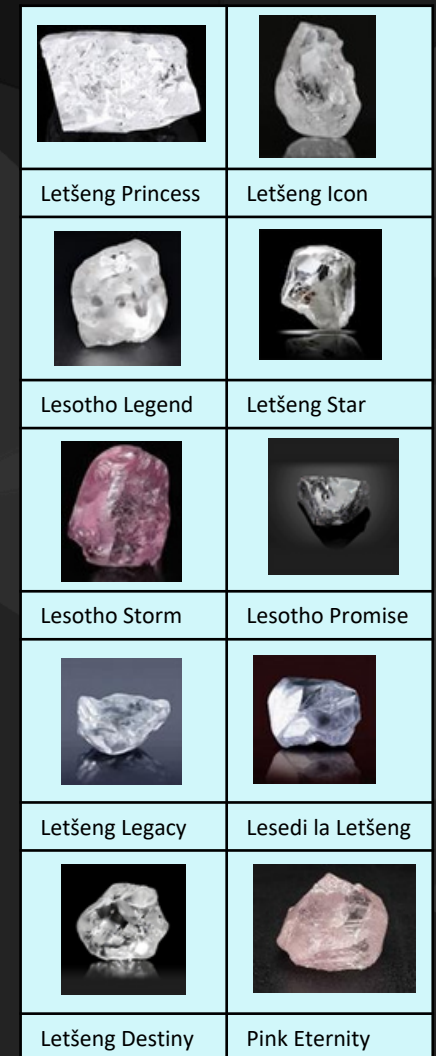 Letšeng Princess
Letšeng Icon
Lesotho Legend
Letšeng Star
Lesotho Storm
Lesotho Promise
Letšeng Legacy
Lesedi la Letšeng
Letšeng Destiny
Pink Eternity